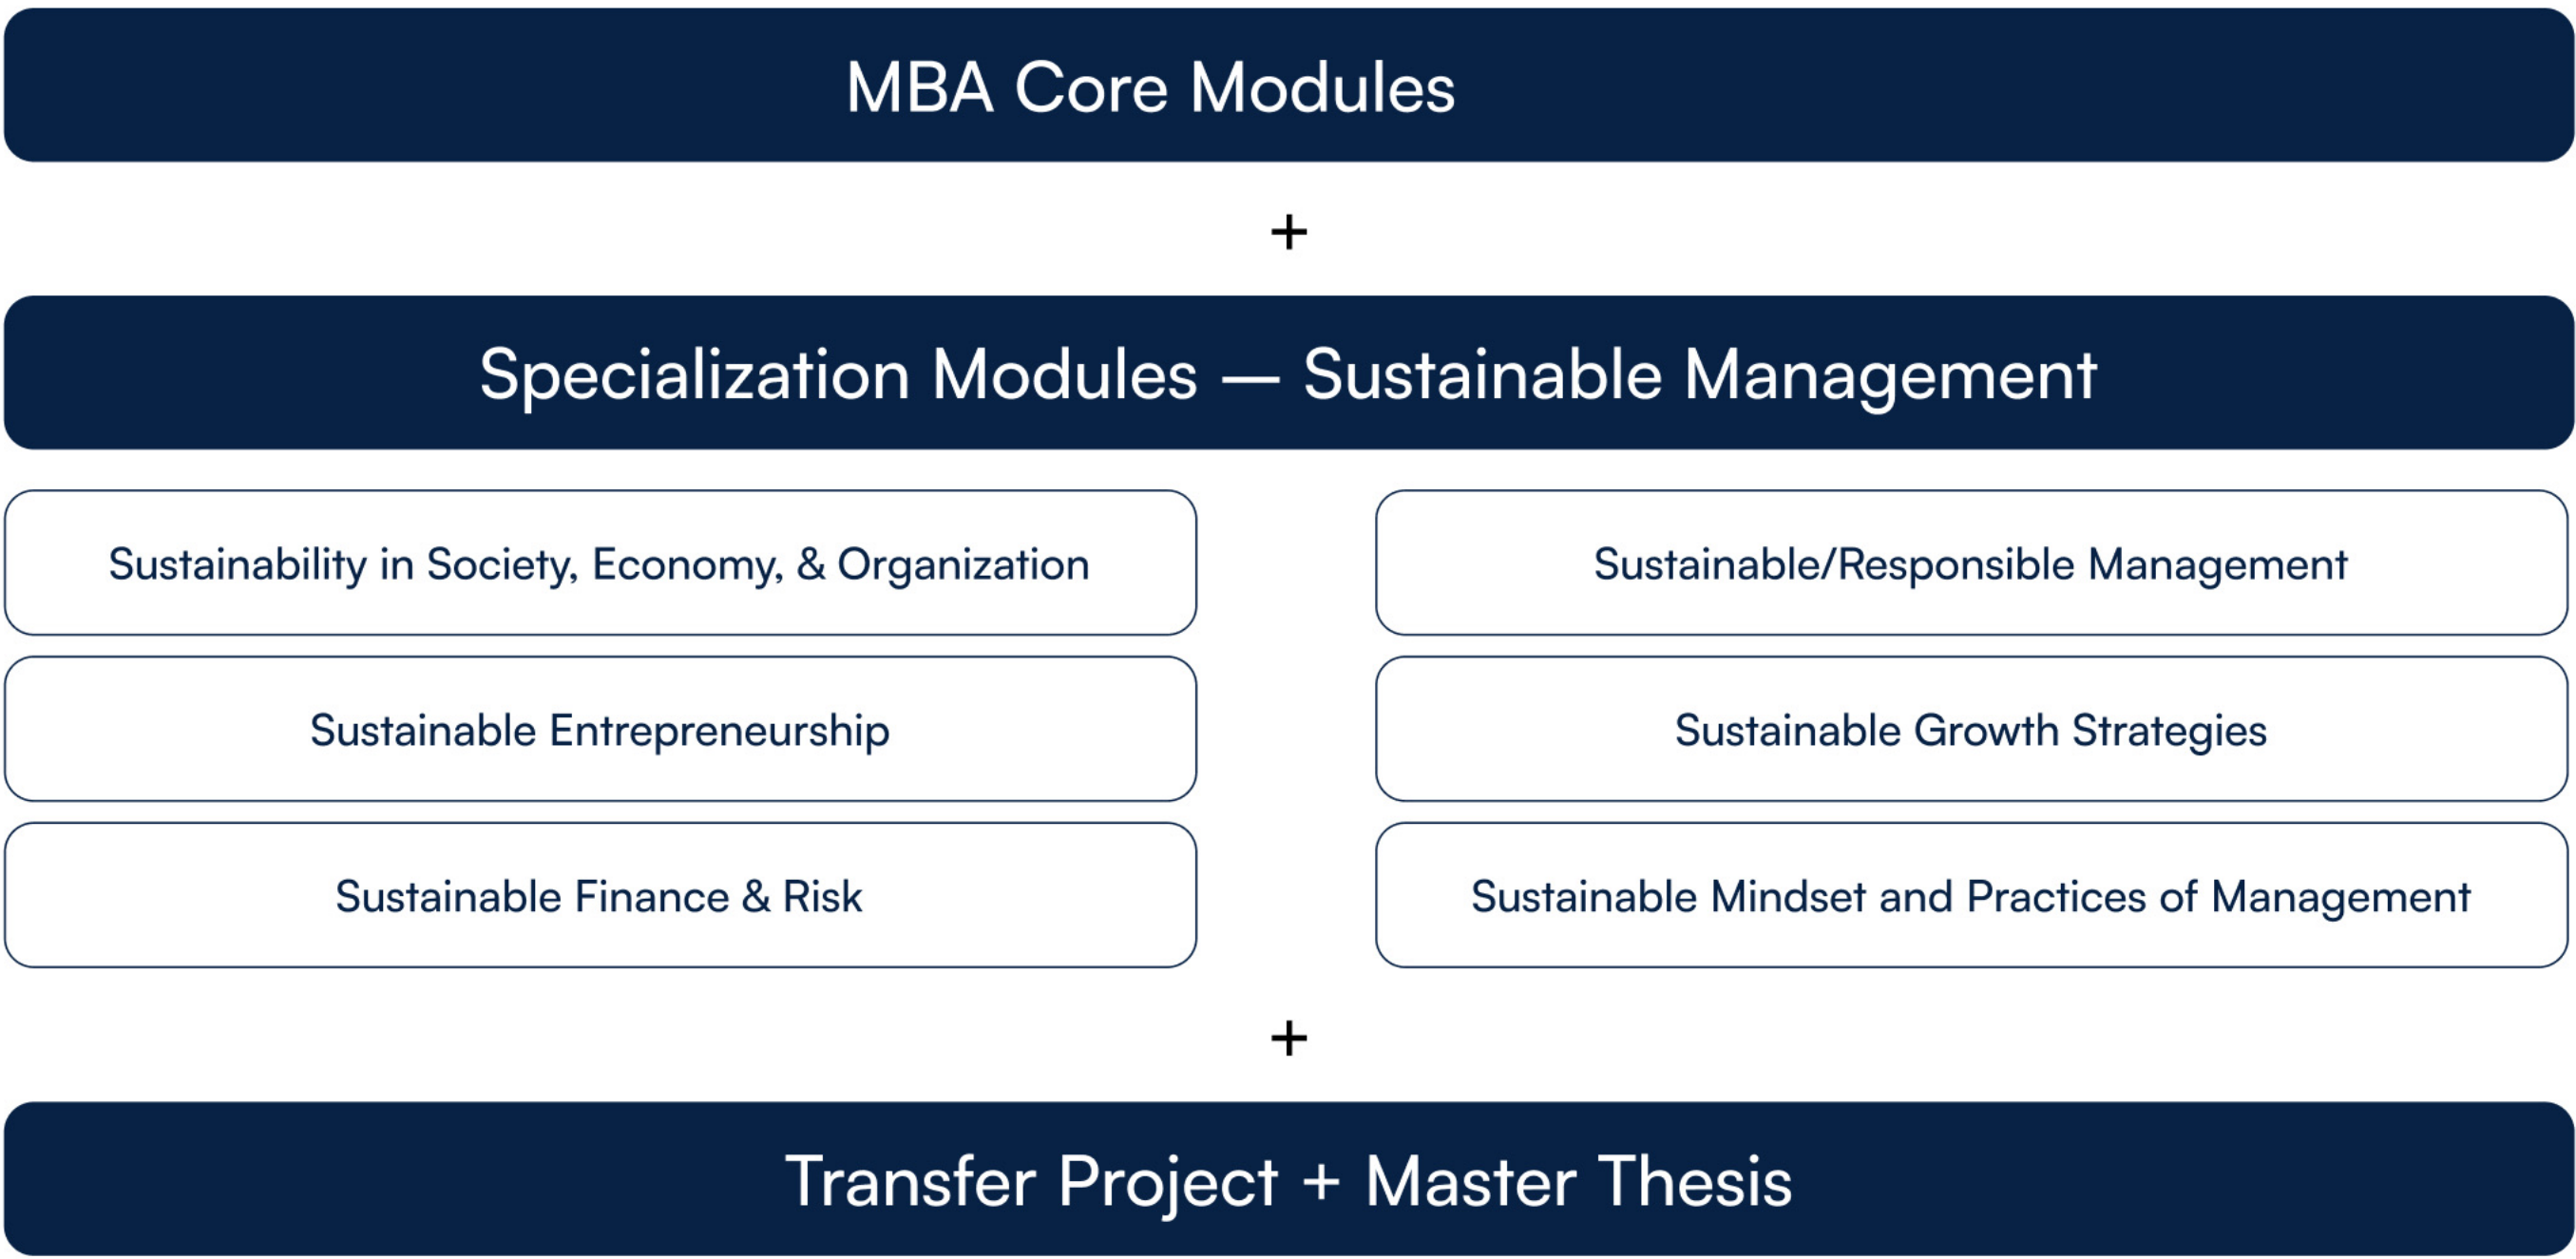 MBA Core Modules
+
Specialization Modules — Sustainable Management
Sustainability in Society, Economy, & Organization
Sustainable/Responsible Management
Sustainable Entrepreneurship
Sustainable Growth Strategies
Sustainable Finance & Risk
Sustainable Mindset and Practices of Management
+
Transfer Project + Master Thesis